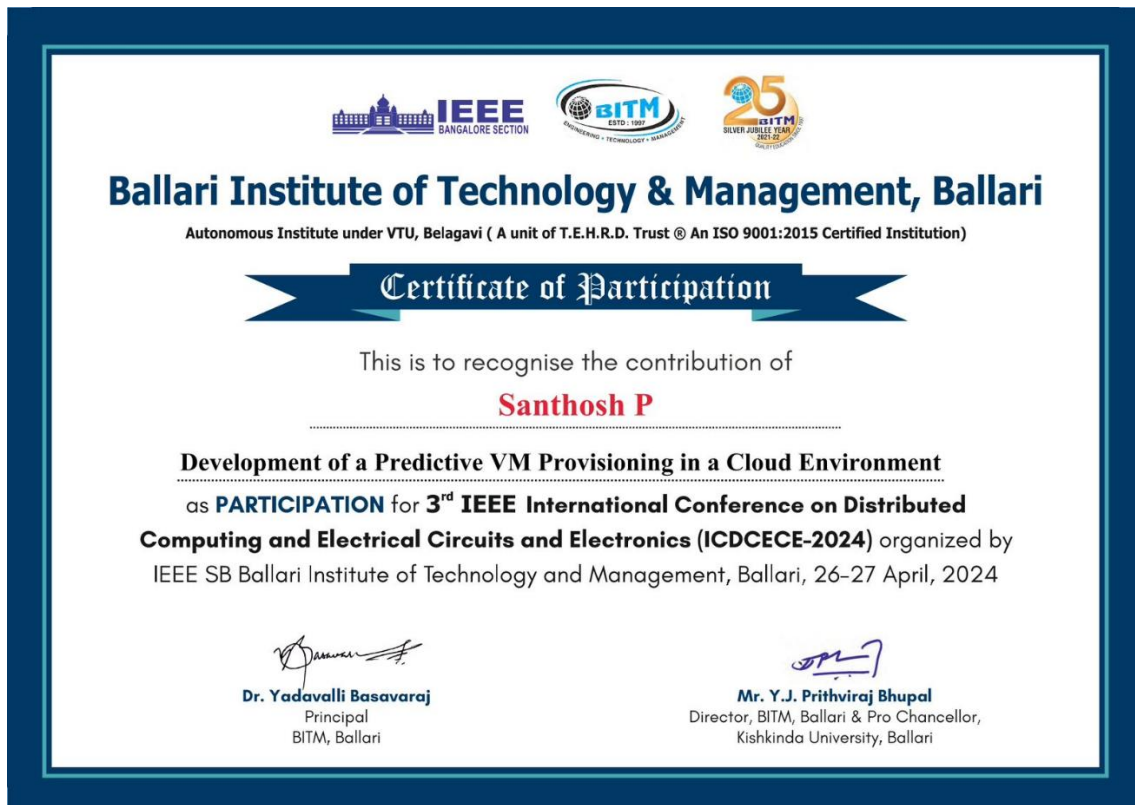 IEEE
BANGALORE SECTION
BITM
ESTD : 1997
ENGINEERING • TECHNOLOGY • MANAGEMENT
25
BITM
SILVER JUBILEE YEAR
2021-22
QUALITY EDUCATION SINCE 1997
Ballari Institute of Technology & Management, Ballari
Autonomous Institute under VTU, Belagavi ( A unit of T.E.H.R.D. Trust ® An ISO 9001:2015 Certified Institution)
Certificate of Participation
This is to recognise the contribution of
Santhosh P
Development of a Predictive VM Provisioning in a Cloud Environment
as PARTICIPATION for 3rd IEEE International Conference on Distributed
Computing and Electrical Circuits and Electronics (ICDCECE-2024) organized by
IEEE SB Ballari Institute of Technology and Management, Ballari, 26-27 April, 2024
Dr. Yadavalli Basavaraj
Principal
BITM, Ballari
Mr. Y.J. Prithviraj Bhupal
Director, BITM, Ballari & Pro Chancellor,
Kishkinda University, Ballari